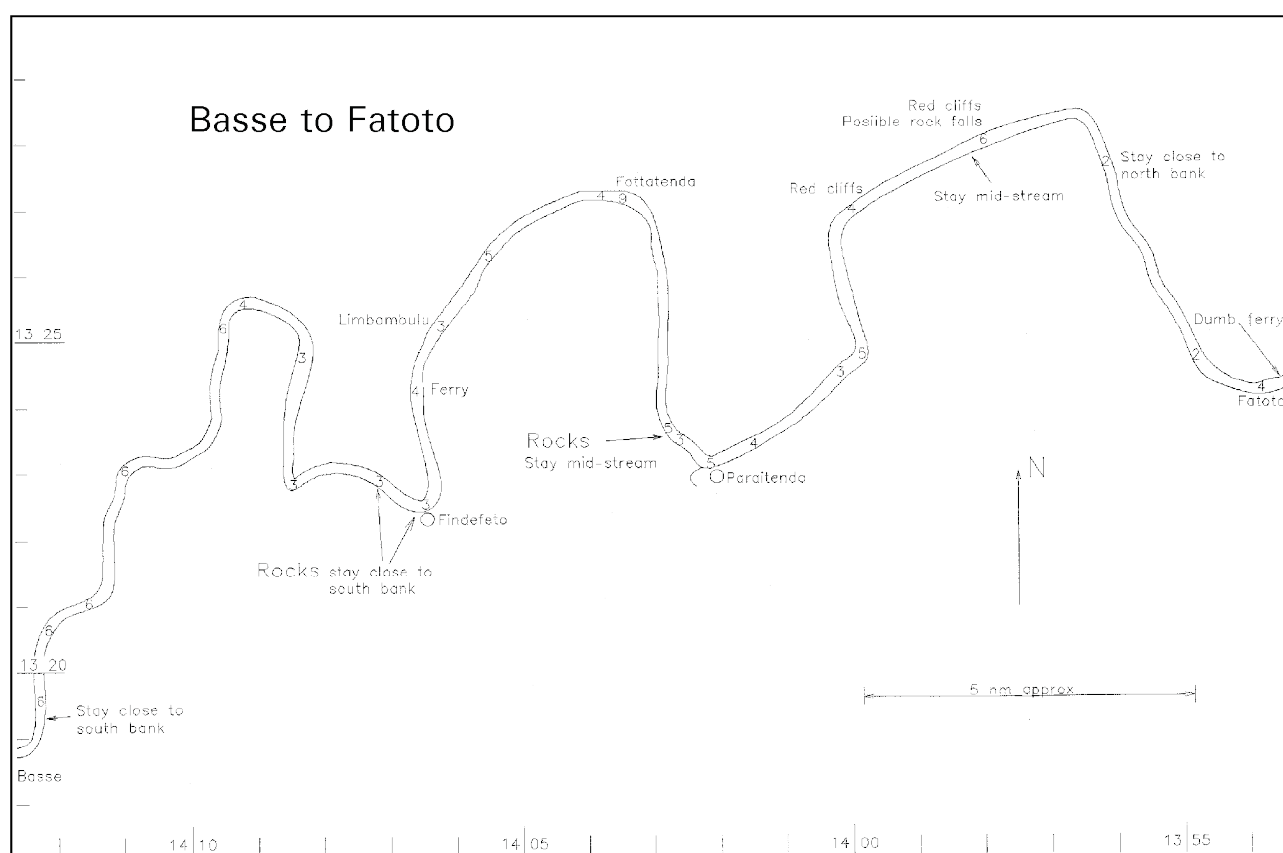 Basse to Fatoto
Red cliffs
Posiible rock falls
6
2
Stay close to
north bank
Fattatenda
Red cliffs
Stay mid-stream
4
9
4
5
4
6
Limbambulu
3
3
13 25
5
3
2
Dumb ferry
4
Ferry
4
Fatoto
Rocks
Stay mid-stream
5
3
4
5
Paraitenda
6
3
3
3
Findefeto
N
Rocks stay close to
south bank
6
6
13 20
6
Stay close to
south bank
5 nm approx
Basse
14 10
14 05
14 00
13 55